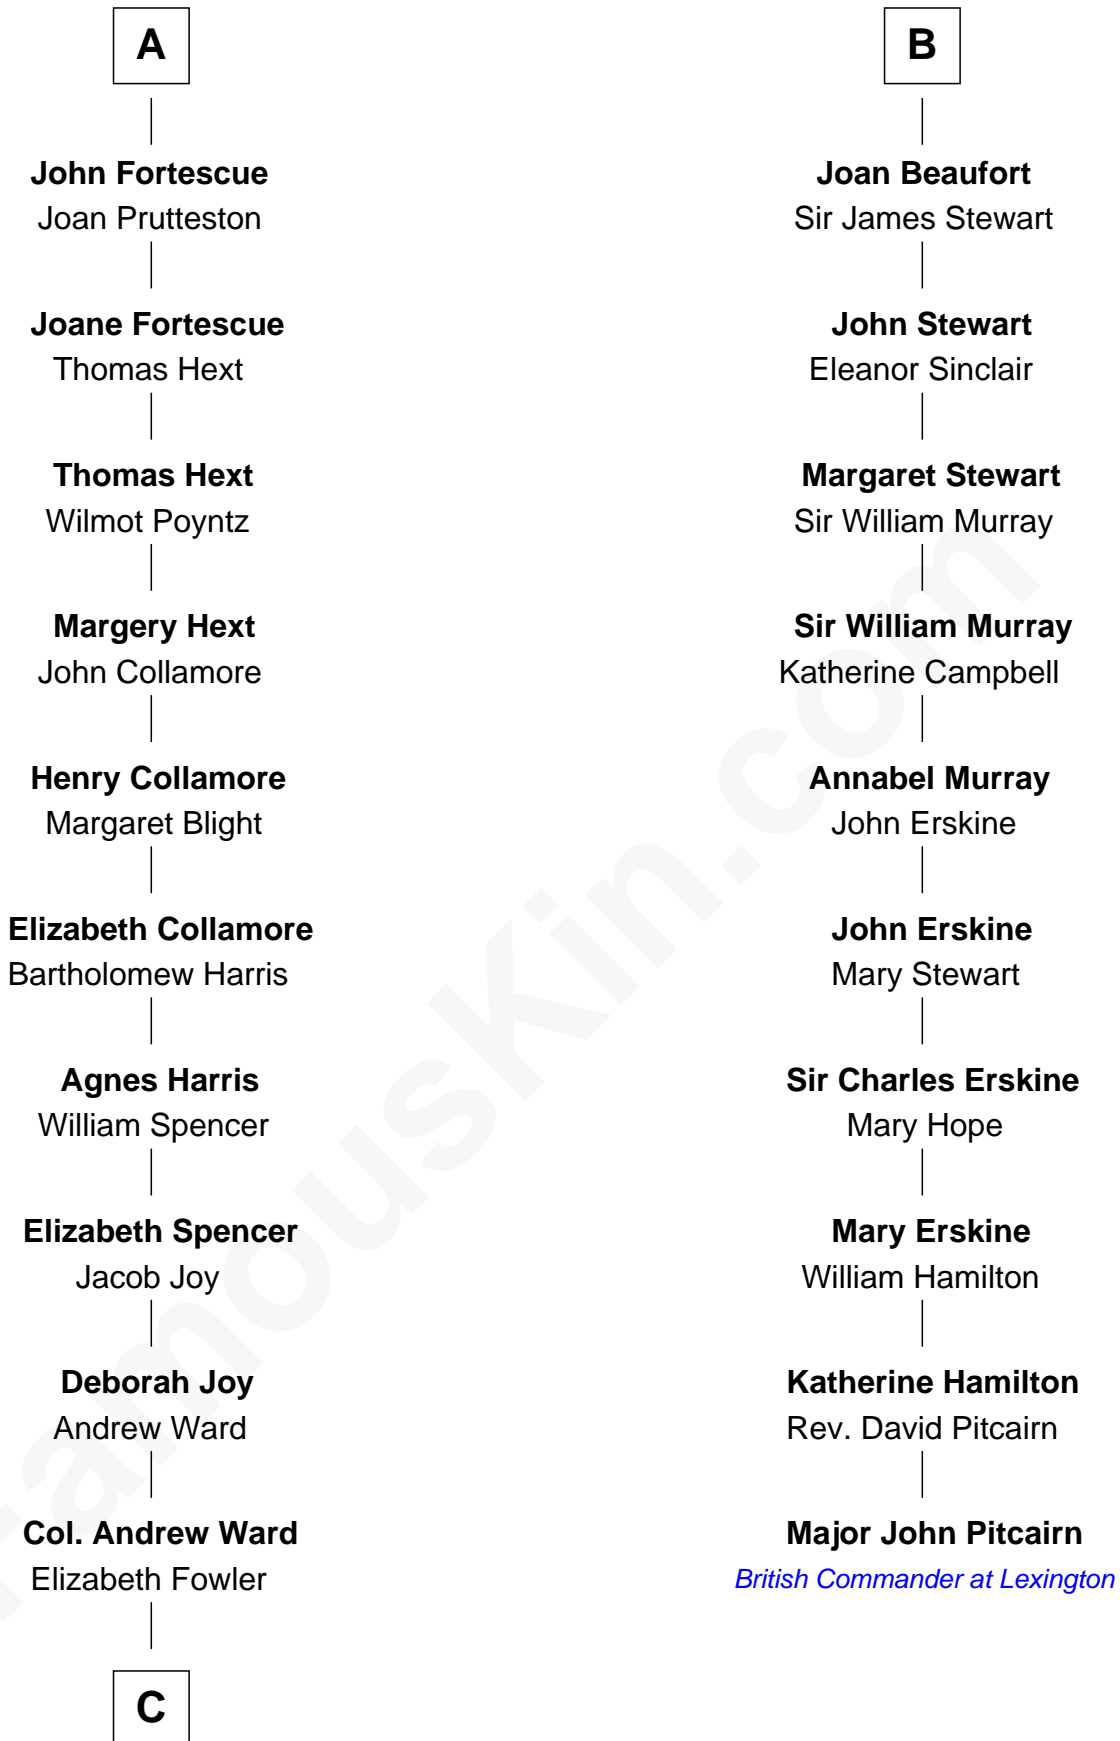 A
John Fortescue
Joan Prutteston
Joane Fortescue
Thomas Hext
Thomas Hext
Wilmot Poyntz
Margery Hext
John Collamore
Henry Collamore
Margaret Blight
Elizabeth Collamore
Bartholomew Harris
Agnes Harris
William Spencer
Elizabeth Spencer
Jacob Joy
Deborah Joy
Andrew Ward
Col. Andrew Ward
Elizabeth Fowler
C
B
Joan Beaufort
Sir James Stewart
John Stewart
Eleanor Sinclair
Margaret Stewart
Sir William Murray
Sir William Murray
Katherine Campbell
Annabel Murray
John Erskine
John Erskine
Mary Stewart
Sir Charles Erskine
Mary Hope
Mary Erskine
William Hamilton
Katherine Hamilton
Rev. David Pitcairn
Major John Pitcairn
British Commander at Lexington
FamousKin.com